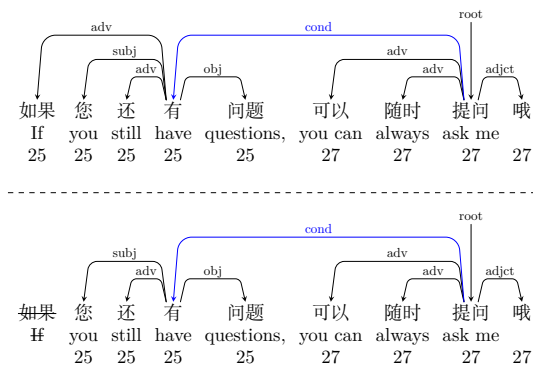 root
adv cond
subj adv
adv obj adv adjct
如果 您 还 有 问题 可以 随时 提问 哦
If you still have questions, you can always ask me
25 25 25 25 25 27 27 27 27
root
cond
subj adv
adv obj adv adjct
如果 您 还 有 问题 可以 随时 提问 哦
If you still have questions, you can always ask me
25 25 25 25 27 27 27 27